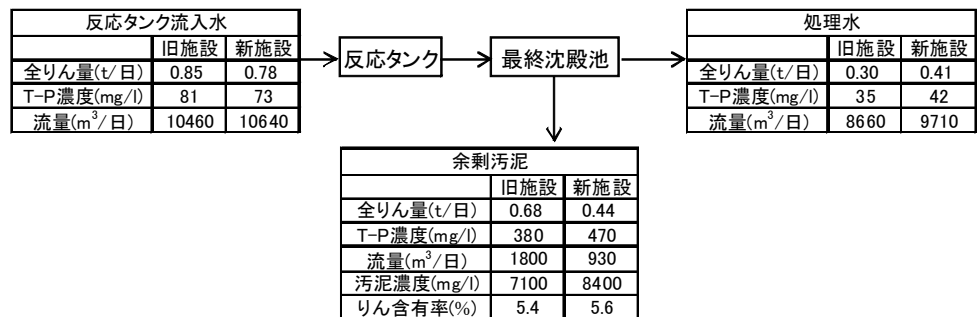 反応タンク流入水
旧施設 新施設
全りん量(t/日) 0.85 0.78
T-P濃度(mg/l) 81 73
流量(m³/日) 10460 10640
反応タンク
最終沈殿池
処理水
旧施設 新施設
全りん量(t/日) 0.30 0.41
T-P濃度(mg/l) 35 42
流量(m³/日) 8660 9710
余剰汚泥
旧施設 新施設
全りん量(t/日) 0.68 0.44
T-P濃度(mg/l) 380 470
流量(m³/日) 1800 930
汚泥濃度(mg/l) 7100 8400
りん含有率(%) 5.4 5.6